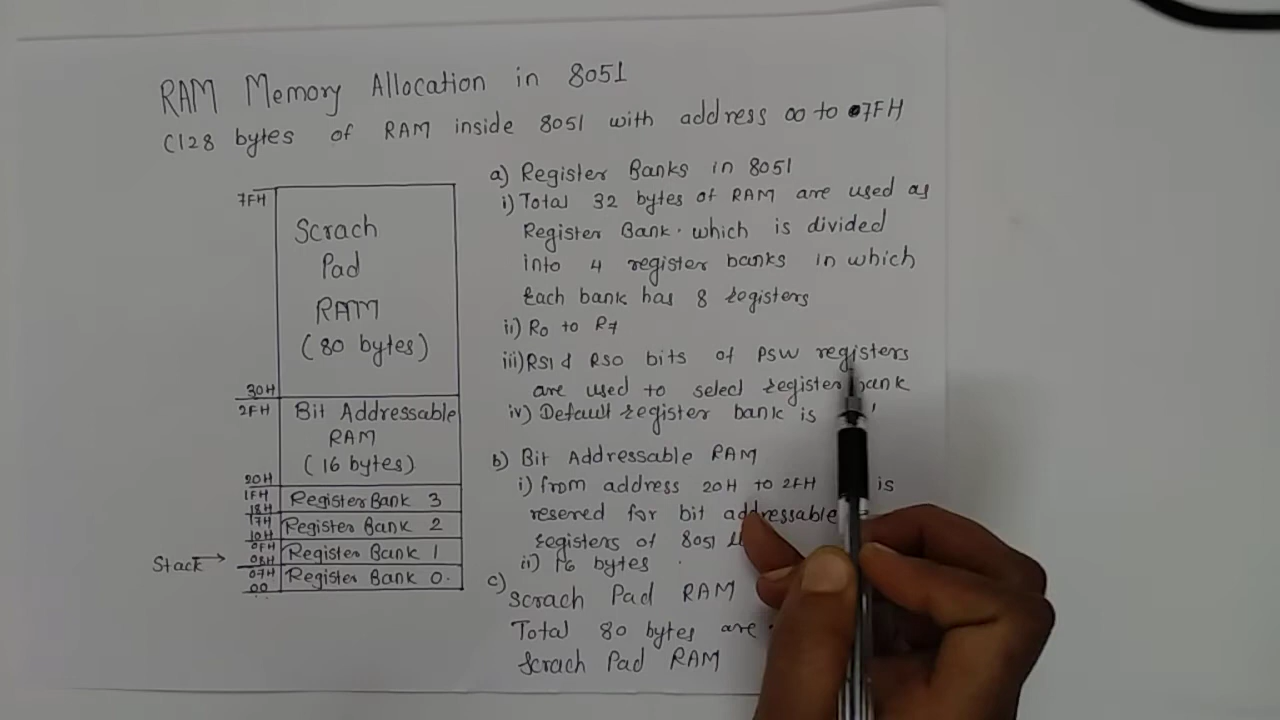 RAM Memory Allocation in 8051
(128 bytes of RAM inside 8051 with address 00 to 07FH
7FH
Scrach
Pad
RAM
(80 bytes)
30H
2FH
Bit Addressable
RAM
(16 bytes)
20H
1FH
Register Bank 3
18H
17H
Register Bank 2
10H
0FH
Register Bank 1
08H
Stack →
07H
Register Bank 0.
00
a) Register Banks in 8051
i) Total 32 bytes of RAM are used as
Register Bank. which is divided
into 4 register banks in which
Each bank has 8 registers
ii) R0 to R7
iii) RS1 & RS0 bits of PSW registers
are used to select register bank
iv) Default register bank is
b) Bit Addressable RAM
i) from address 20H to 2FH is
reserved for bit addressable
registers of 8051
ii) 16 bytes
c)
Scrach Pad RAM
Total 80 bytes are
Scrach Pad RAM